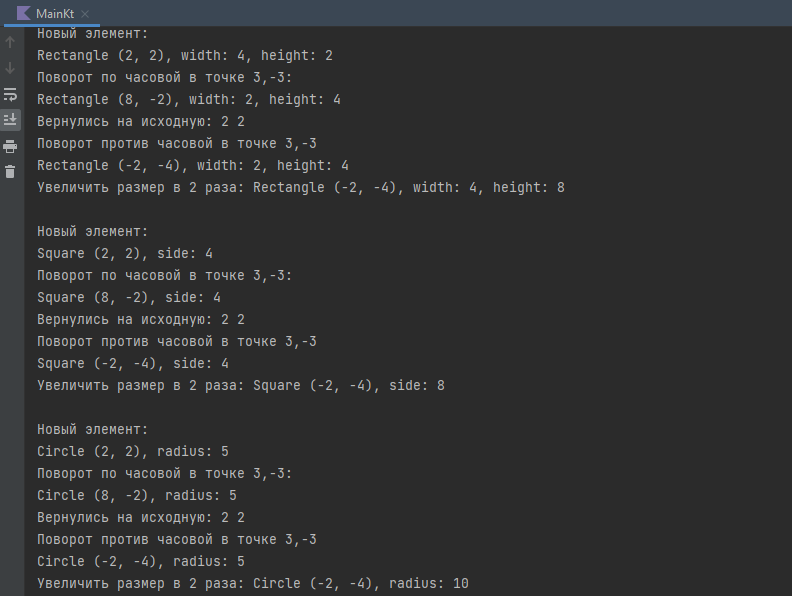 MainKt
Новый элемент:
Rectangle (2, 2), width: 4, height: 2
Поворот по часовой в точке 3,-3:
Rectangle (8, -2), width: 2, height: 4
Вернулись на исходную: 2 2
Поворот против часовой в точке 3,-3
Rectangle (-2, -4), width: 2, height: 4
Увеличить размер в 2 раза: Rectangle (-2, -4), width: 4, height: 8
Новый элемент:
Square (2, 2), side: 4
Поворот по часовой в точке 3,-3:
Square (8, -2), side: 4
Вернулись на исходную: 2 2
Поворот против часовой в точке 3,-3
Square (-2, -4), side: 4
Увеличить размер в 2 раза: Square (-2, -4), side: 8
Новый элемент:
Circle (2, 2), radius: 5
Поворот по часовой в точке 3,-3:
Circle (8, -2), radius: 5
Вернулись на исходную: 2 2
Поворот против часовой в точке 3,-3
Circle (-2, -4), radius: 5
Увеличить размер в 2 раза: Circle (-2, -4), radius: 10